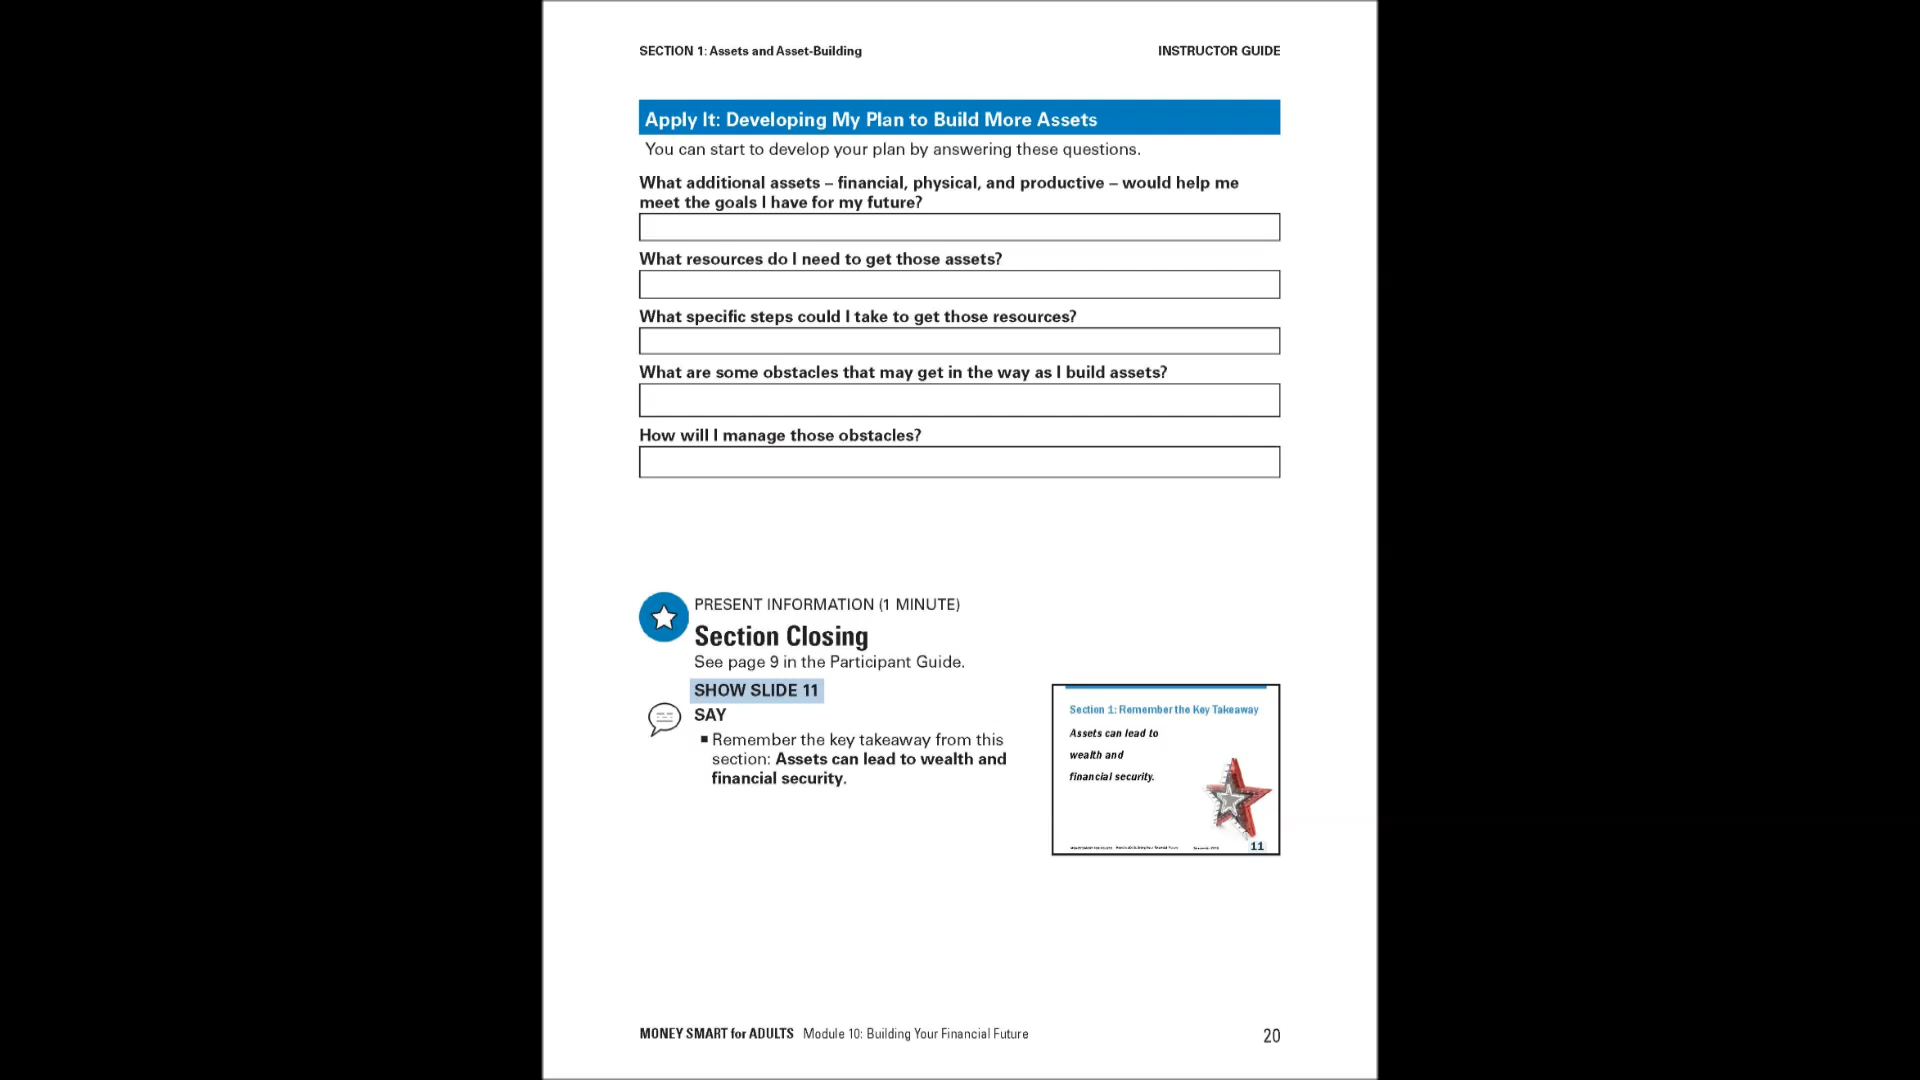 SECTION 1: Assets and Asset-Building
INSTRUCTOR GUIDE
Apply It: Developing My Plan to Build More Assets
You can start to develop your plan by answering these questions.
What additional assets – financial, physical, and productive – would help me
meet the goals I have for my future?
What resources do I need to get those assets?
What specific steps could I take to get those resources?
What are some obstacles that may get in the way as I build assets?
How will I manage those obstacles?
PRESENT INFORMATION (1 MINUTE)
Section Closing
See page 9 in the Participant Guide.
SHOW SLIDE 11
SAY
▪ Remember the key takeaway from this
section: Assets can lead to wealth and
financial security.
Section 1: Remember the Key Takeaway
Assets can lead to
wealth and
financial security.
11
MONEY SMART for ADULTS Module 10: Building Your Financial Future
20